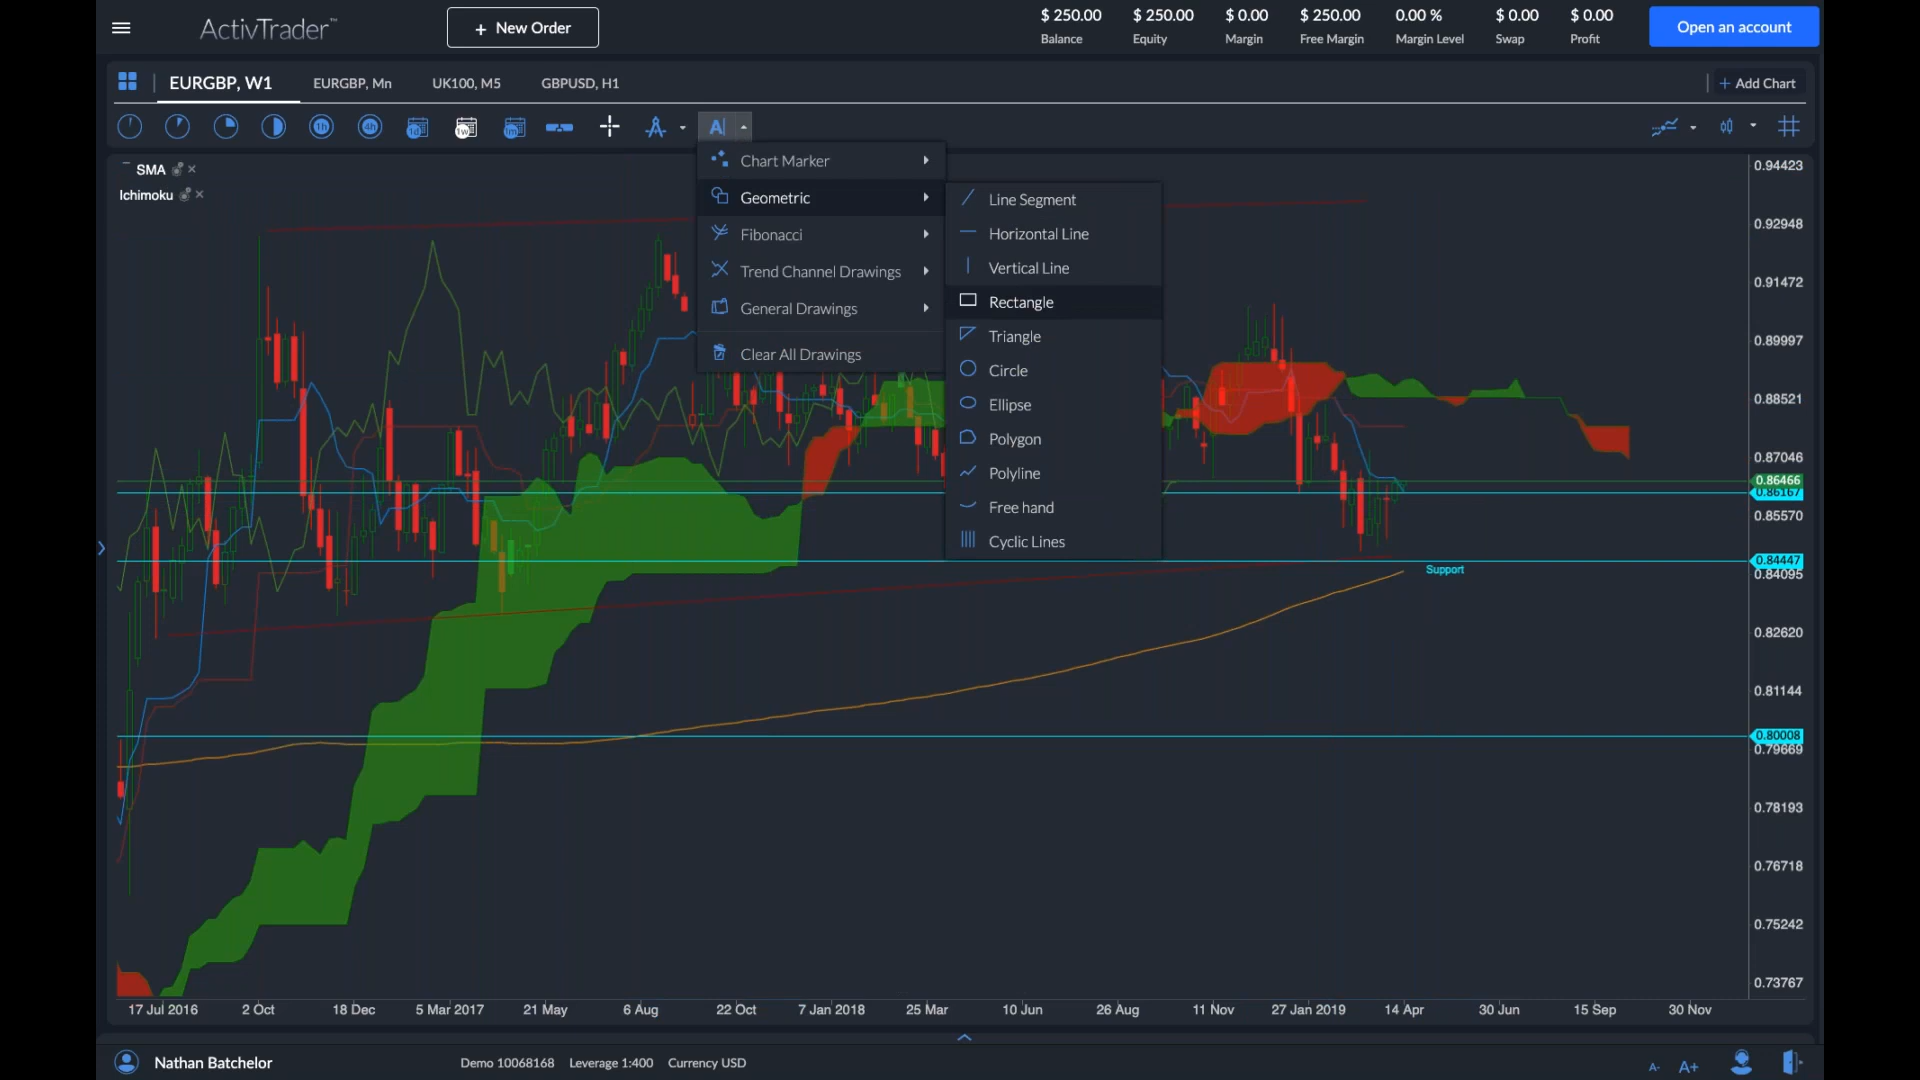 ActivTrader™
+ New Order
$ 250.00 $ 250.00 $ 0.00 $ 250.00 0.00 % $ 0.00 $ 0.00
Balance Equity Margin Free Margin Margin Level Swap Profit
Open an account
EURGBP, W1 EURGBP, Mn UK100, M5 GBPUSD, H1
+ Add Chart
1h 4h 1d 1w 1m A|
SMA
Ichimoku
Chart Marker
Geometric
Fibonacci
Trend Channel Drawings
General Drawings
Clear All Drawings
Line Segment
Horizontal Line
Vertical Line
Rectangle
Triangle
Circle
Ellipse
Polygon
Polyline
Free hand
Cyclic Lines
Support
0.94423
0.92948
0.91472
0.89997
0.88521
0.87046
0.86466
0.86167
0.85570
0.84447
0.84095
0.82620
0.81144
0.80008
0.79669
0.78193
0.76718
0.75242
0.73767
17 Jul 2016 2 Oct 18 Dec 5 Mar 2017 21 May 6 Aug 22 Oct 7 Jan 2018 25 Mar 10 Jun 26 Aug 11 Nov 27 Jan 2019 14 Apr 30 Jun 15 Sep 30 Nov
Nathan Batchelor
Demo 10068168 Leverage 1:400 Currency USD
A- A+